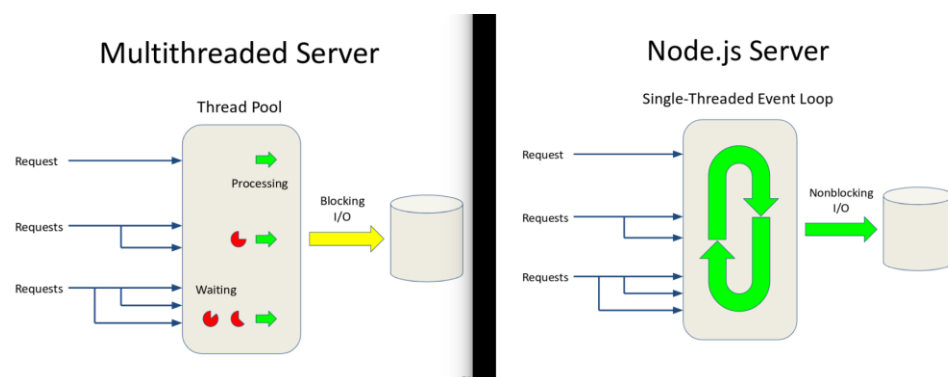 Multithreaded Server
Thread Pool
Request
Processing
Blocking
I/O
Requests
Requests
Waiting
Node.js Server
Single-Threaded Event Loop
Request
Nonblocking
I/O
Requests
Requests